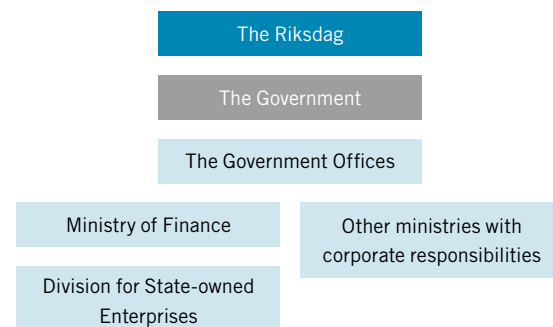 The Riksdag
The Government
The Government Offices
Ministry of Finance
Other ministries with
corporate responsibilities
Division for State-owned
Enterprises